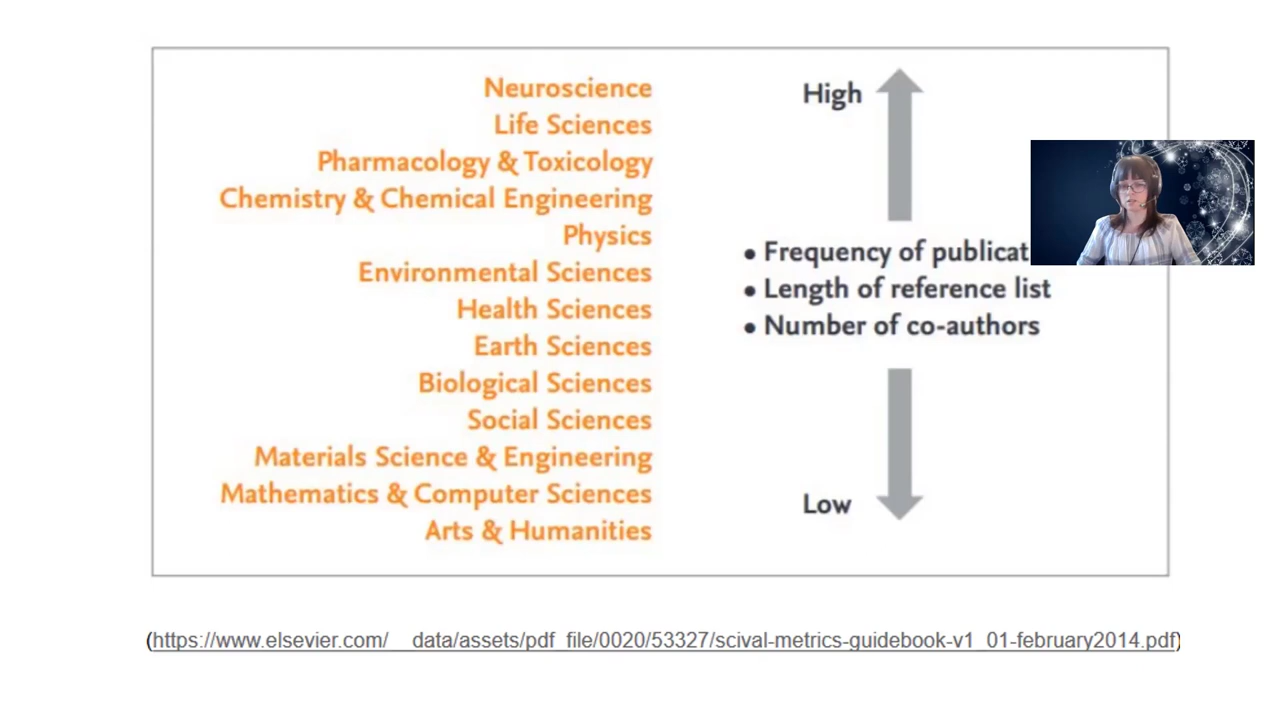 Neuroscience
Life Sciences
Pharmacology & Toxicology
Chemistry & Chemical Engineering
Physics
Environmental Sciences
Health Sciences
Earth Sciences
Biological Sciences
Social Sciences
Materials Science & Engineering
Mathematics & Computer Sciences
Arts & Humanities
High
• Frequency of
• Length of reference list
• Number of co-authors
Low
(https://www.elsevier.com/__data/assets/pdf_file/0020/53327/scival-metrics-guidebook-v1_01-february2014.pdf)